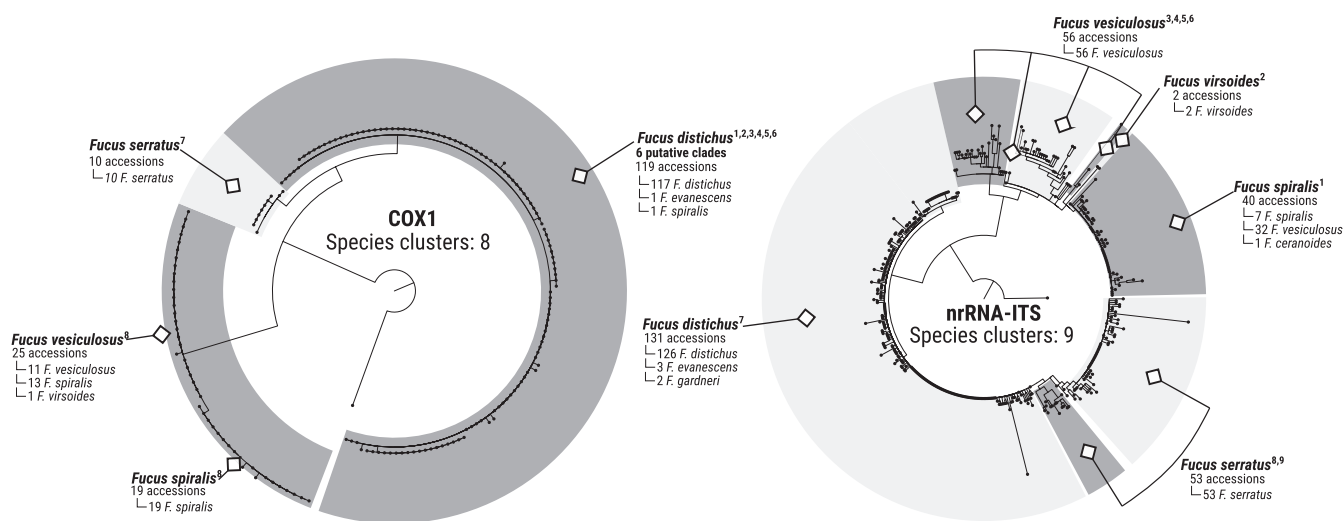 Fucus serratus7
10 accessions
10 F. serratus
COX1
Species clusters: 8
Fucus distichus1,2,3,4,5,6
6 putative clades
119 accessions
117 F. distichus
1 F. evanescens
1 F. spiralis
Fucus vesiculosus8
25 accessions
11 F. vesiculosus
13 F. spiralis
1 F. virsoides
Fucus spiralis8
19 accessions
19 F. spiralis
Fucus vesiculosus3,4,5,6
56 accessions
56 F. vesiculosus
Fucus virsoides2
2 accessions
2 F. virsoides
Fucus spiralis1
40 accessions
7 F. spiralis
32 F. vesiculosus
1 F. ceranoides
nrRNA-ITS
Species clusters: 9
Fucus distichus7
131 accessions
126 F. distichus
3 F. evanescens
2 F. gardneri
Fucus serratus8,9
53 accessions
53 F. serratus